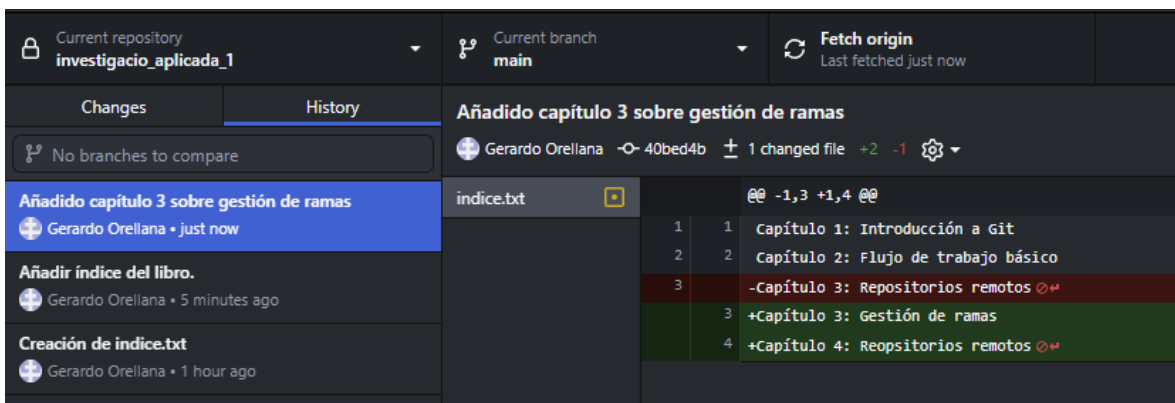 Current repository
investigacio_aplicada_1
Current branch
main
Fetch origin
Last fetched just now
Changes
History
No branches to compare
Añadido capítulo 3 sobre gestión de ramas
Gerardo Orellana • just now
Añadir índice del libro.
Gerardo Orellana • 5 minutes ago
Creación de indice.txt
Gerardo Orellana • 1 hour ago
Añadido capítulo 3 sobre gestión de ramas
Gerardo Orellana 40bed4b 1 changed file +2 -1
indice.txt
@@ -1,3 +1,4 @@
1 1 Capítulo 1: Introducción a Git
2 2 Capítulo 2: Flujo de trabajo básico
3 -Capítulo 3: Repositorios remotos
3 +Capítulo 3: Gestión de ramas
4 +Capítulo 4: Reopsitorios remotos